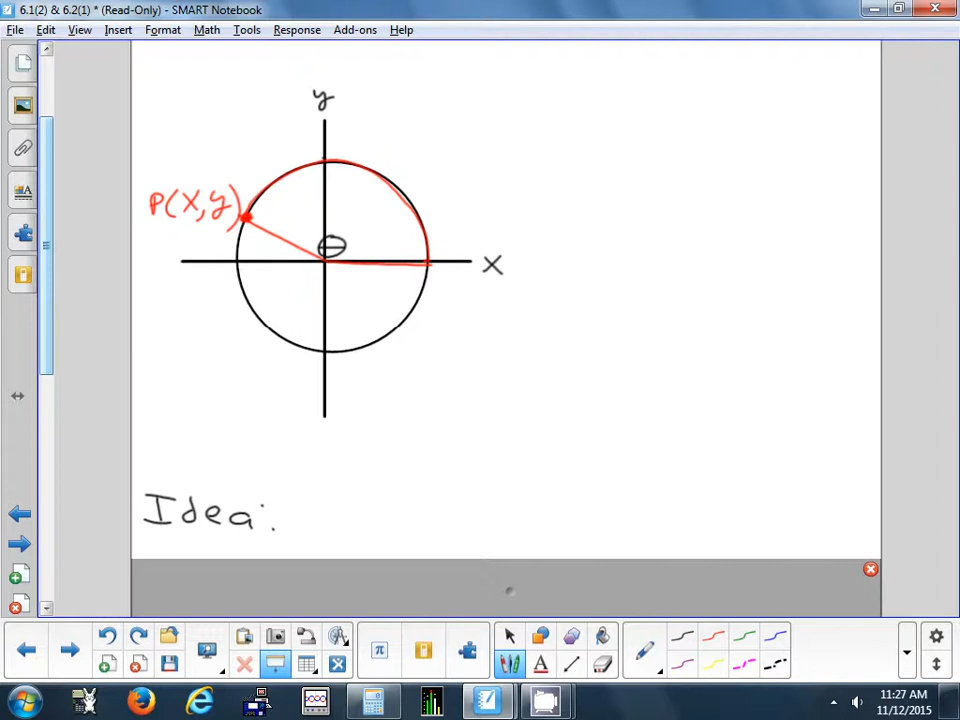 6.1(2) & 6.2(1) * (Read-Only) - SMART Notebook
File Edit View Insert Format Math Tools Response Add-ons Help
y
P(x,y)
θ
x
Idea:
11:27 AM
11/12/2015